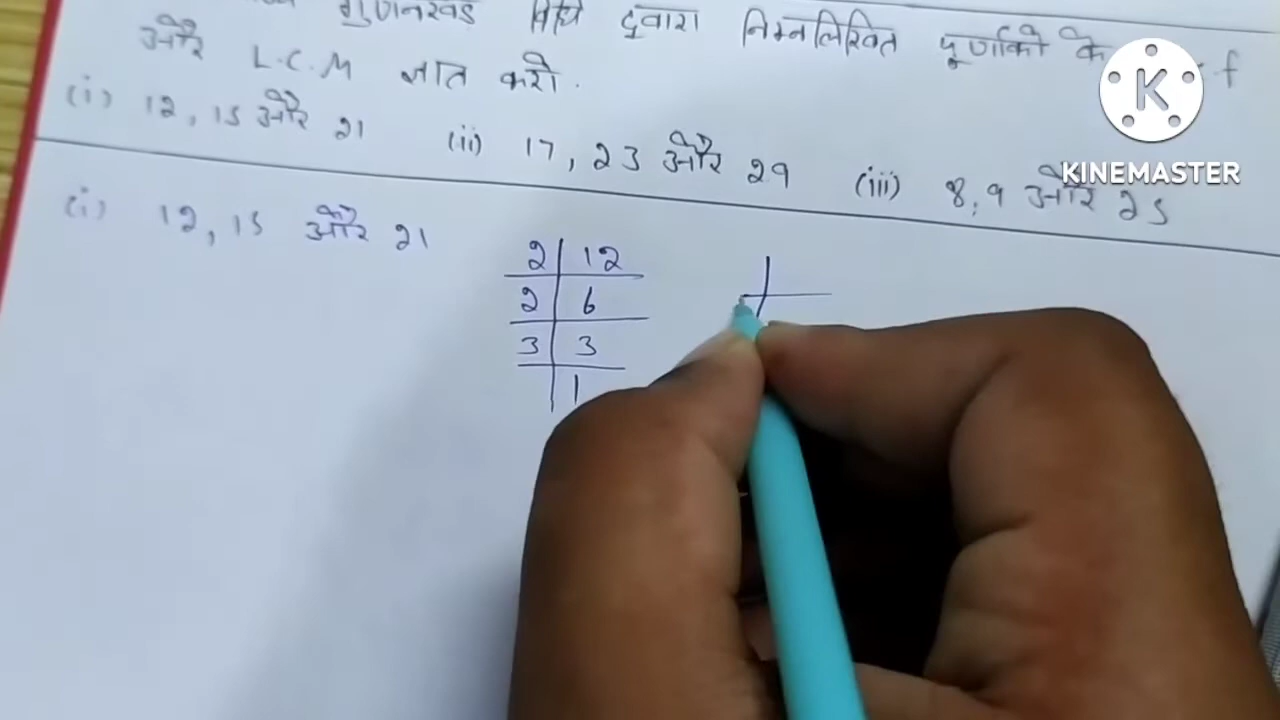 गुणनखंड विधि द्वारा निम्नलिखित पूर्णांको के f
और L.C.M ज्ञात करो.
(i) 12, 15 और 21 (ii) 17, 23 और 29 (iii) 8, 9 और 25
(i) 12, 15 और 21
2 12
2 6
3 3
1
K
KINEMASTER